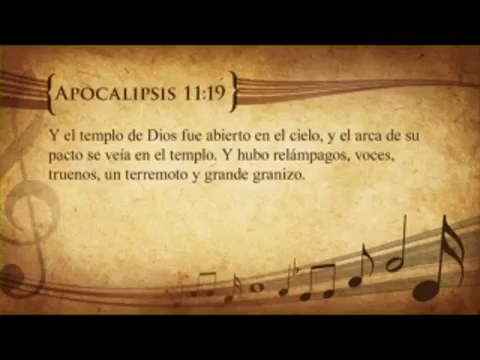 {APOCALIPSIS 11:19}
Y el templo de Dios fue abierto en el cielo, y el arca de su
pacto se veía en el templo. Y hubo relámpagos, voces,
truenos, un terremoto y grande granizo.